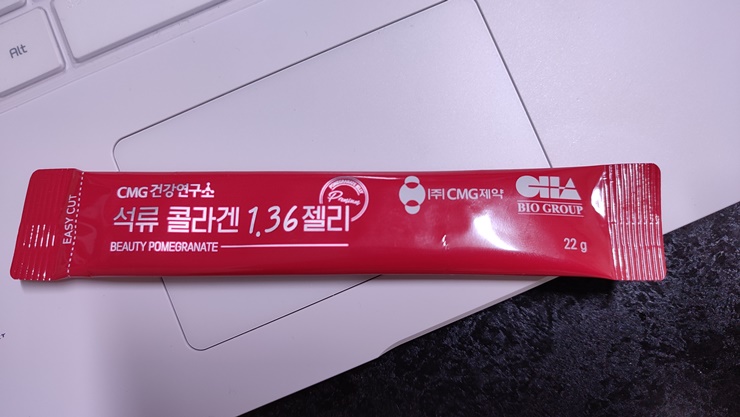 Alt
EASY CUT
CMG 건강연구소
석류 콜라겐 1.36 젤리
BEAUTY POMEGRANATE
Premium
(주)CMG제약
CHA
BIO GROUP
22 g